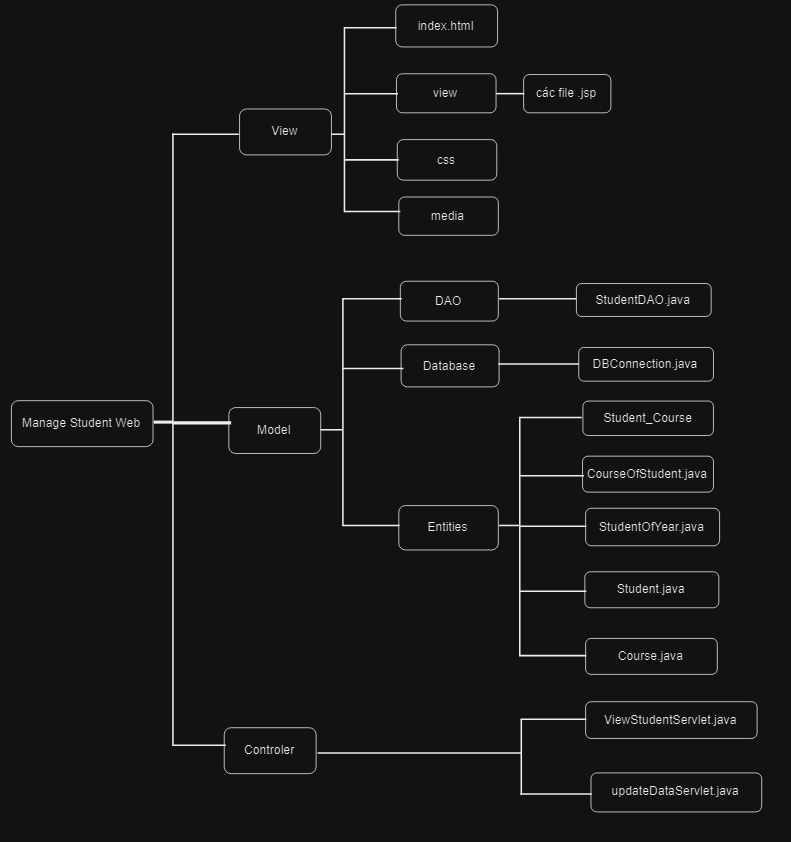 index.html
view
các file .jsp
View
css
media
DAO
StudentDAO.java
Database
DBConnection.java
Manage Student Web
Model
Student_Course
CourseOfStudent.java
Entities
StudentOfYear.java
Student.java
Course.java
Controler
ViewStudentServlet.java
updateDataServlet.java